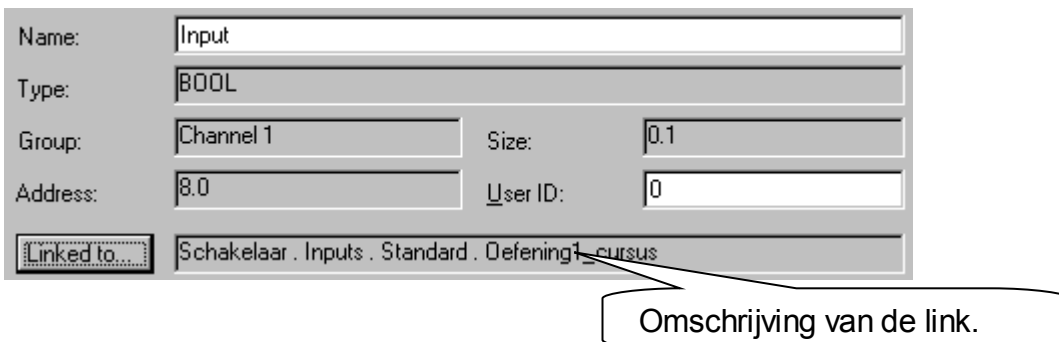 Name: Input
Type: BOOL
Group: Channel 1 Size: 0.1
Address: 8.0 User ID: 0
Linked to... Schakelaar . Inputs . Standard . Oefening1_cursus
Omschrijving van de link.